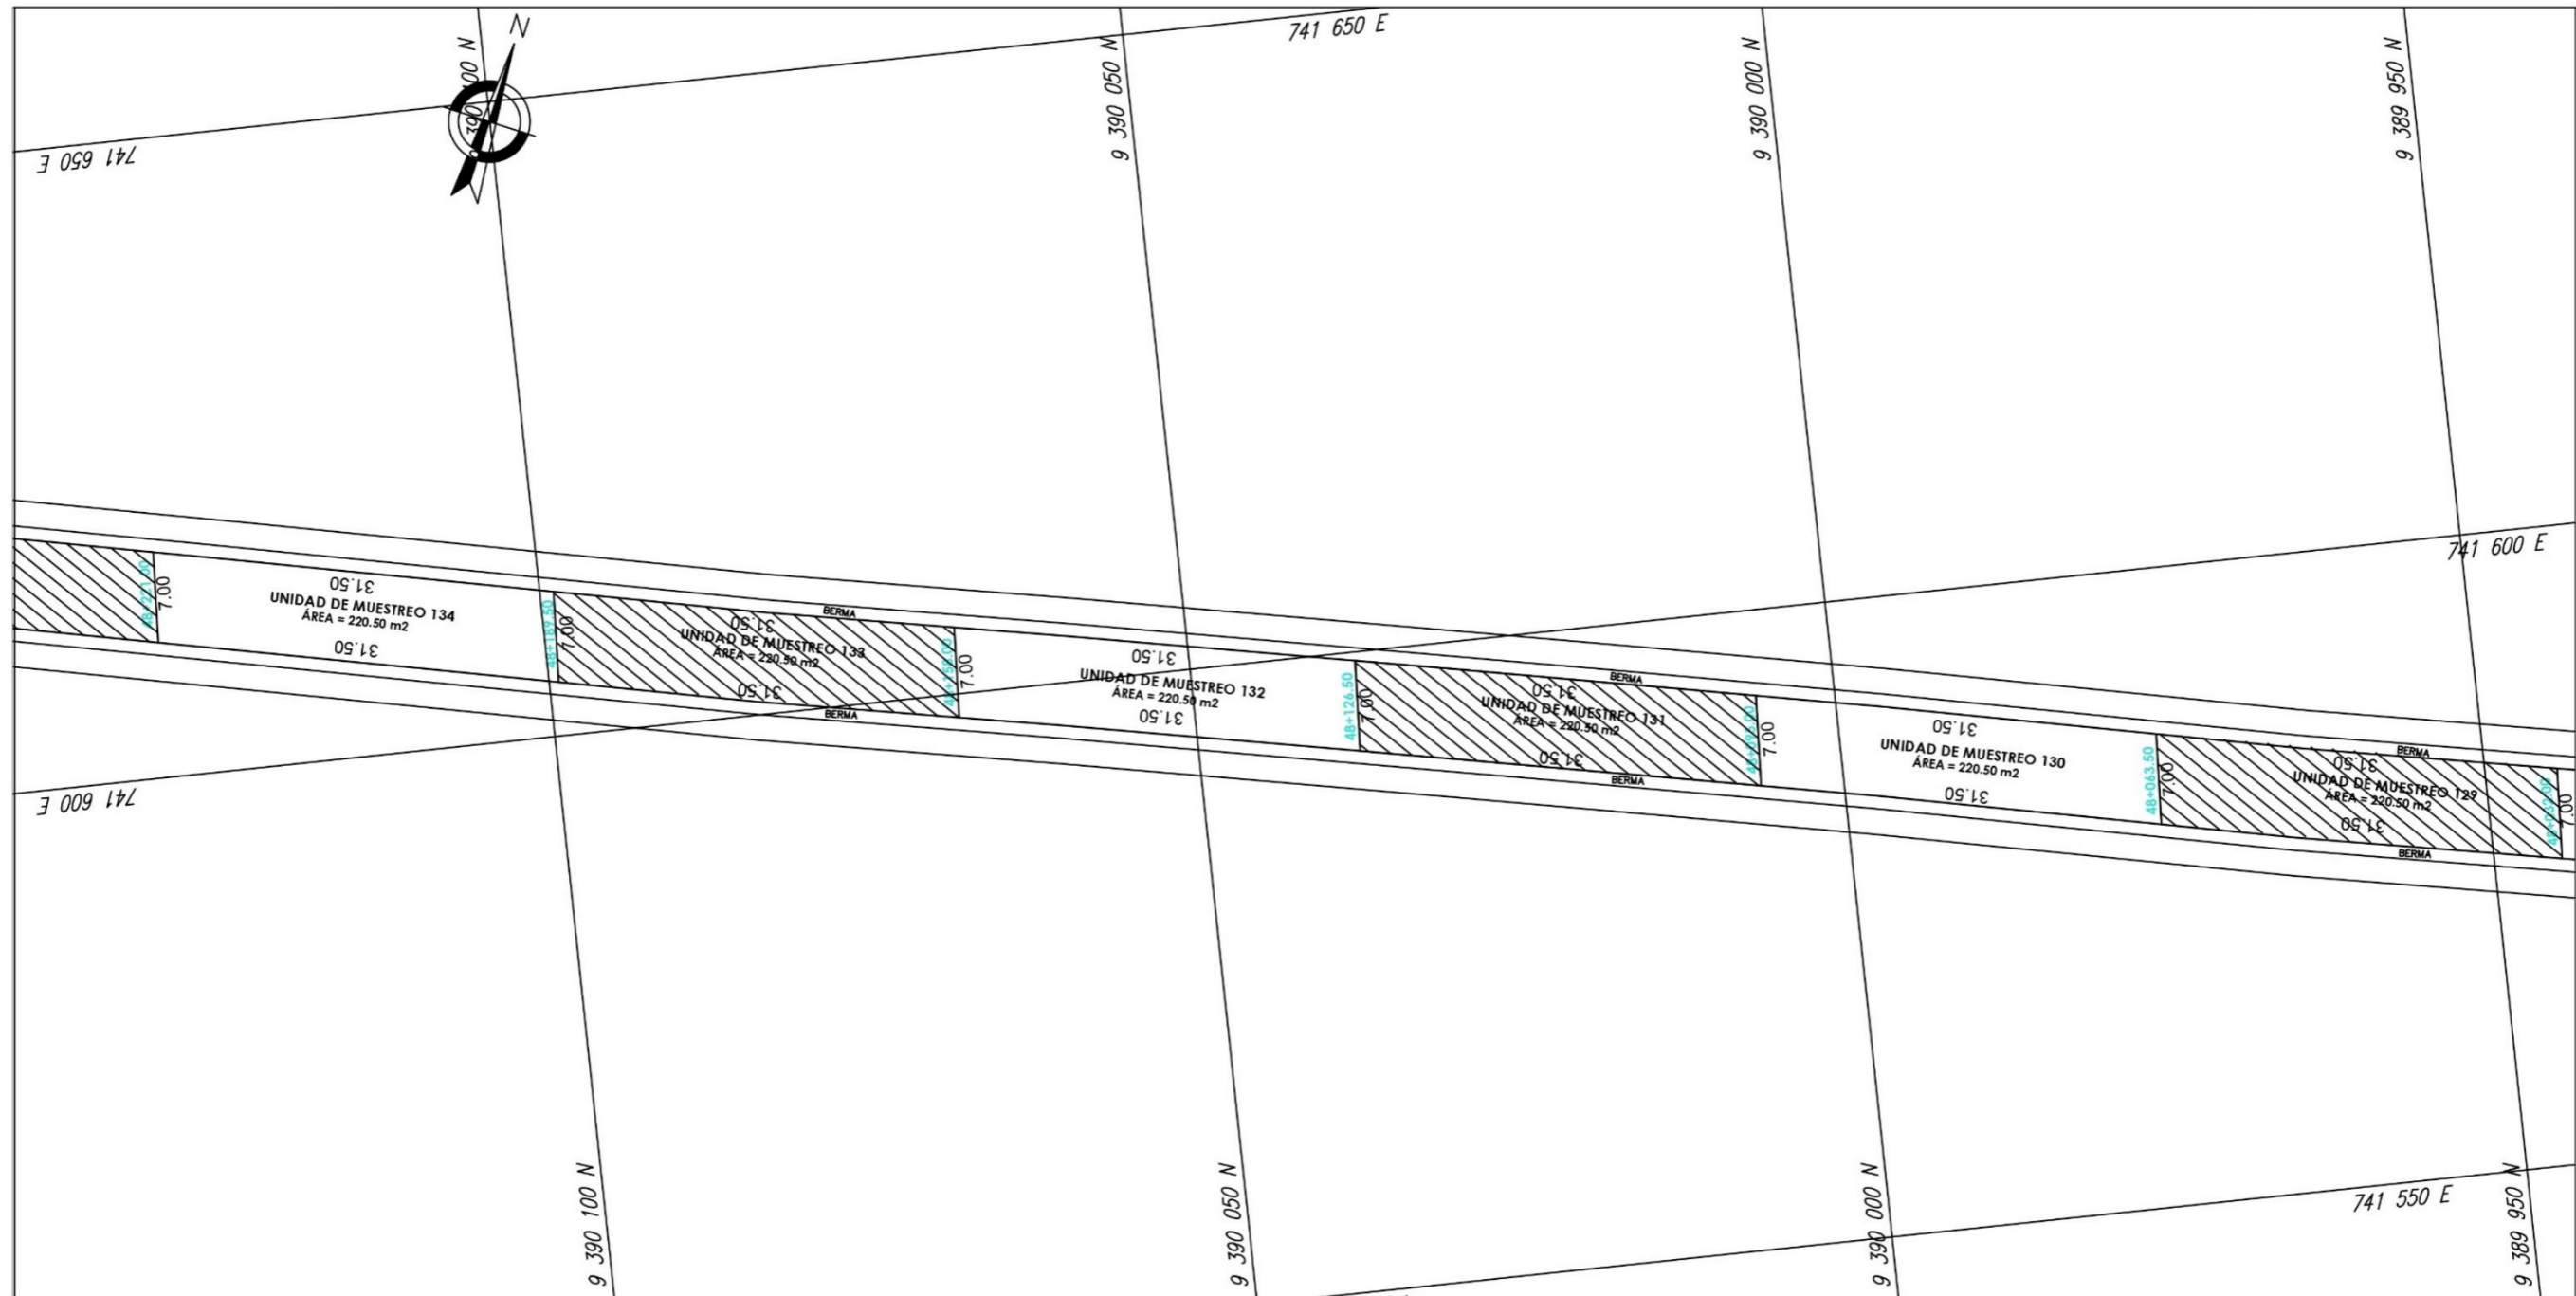 N
741 650 E
9 390 050 N
9 390 000 N
9 389 950 N
741 650 E
741 600 E
31.50
7.00
UNIDAD DE MUESTREO 134
ÁREA = 220.50 m2
31.50
48+189.50
7.00
BERMA
31.50
UNIDAD DE MUESTREO 133
ÁREA = 220.50 m2
31.50
BERMA
7.00
31.50
UNIDAD DE MUESTREO 132
ÁREA = 220.50 m2
31.50
48+126.50
7.00
BERMA
31.50
UNIDAD DE MUESTREO 131
ÁREA = 220.50 m2
31.50
BERMA
7.00
31.50
UNIDAD DE MUESTREO 130
ÁREA = 220.50 m2
31.50
48+063.50
7.00
BERMA
31.50
UNIDAD DE MUESTREO 129
ÁREA = 220.50 m2
31.50
BERMA
48+032.00
7.00
741 600 E
9 390 100 N
9 390 050 N
9 390 000 N
9 389 950 N
741 550 E